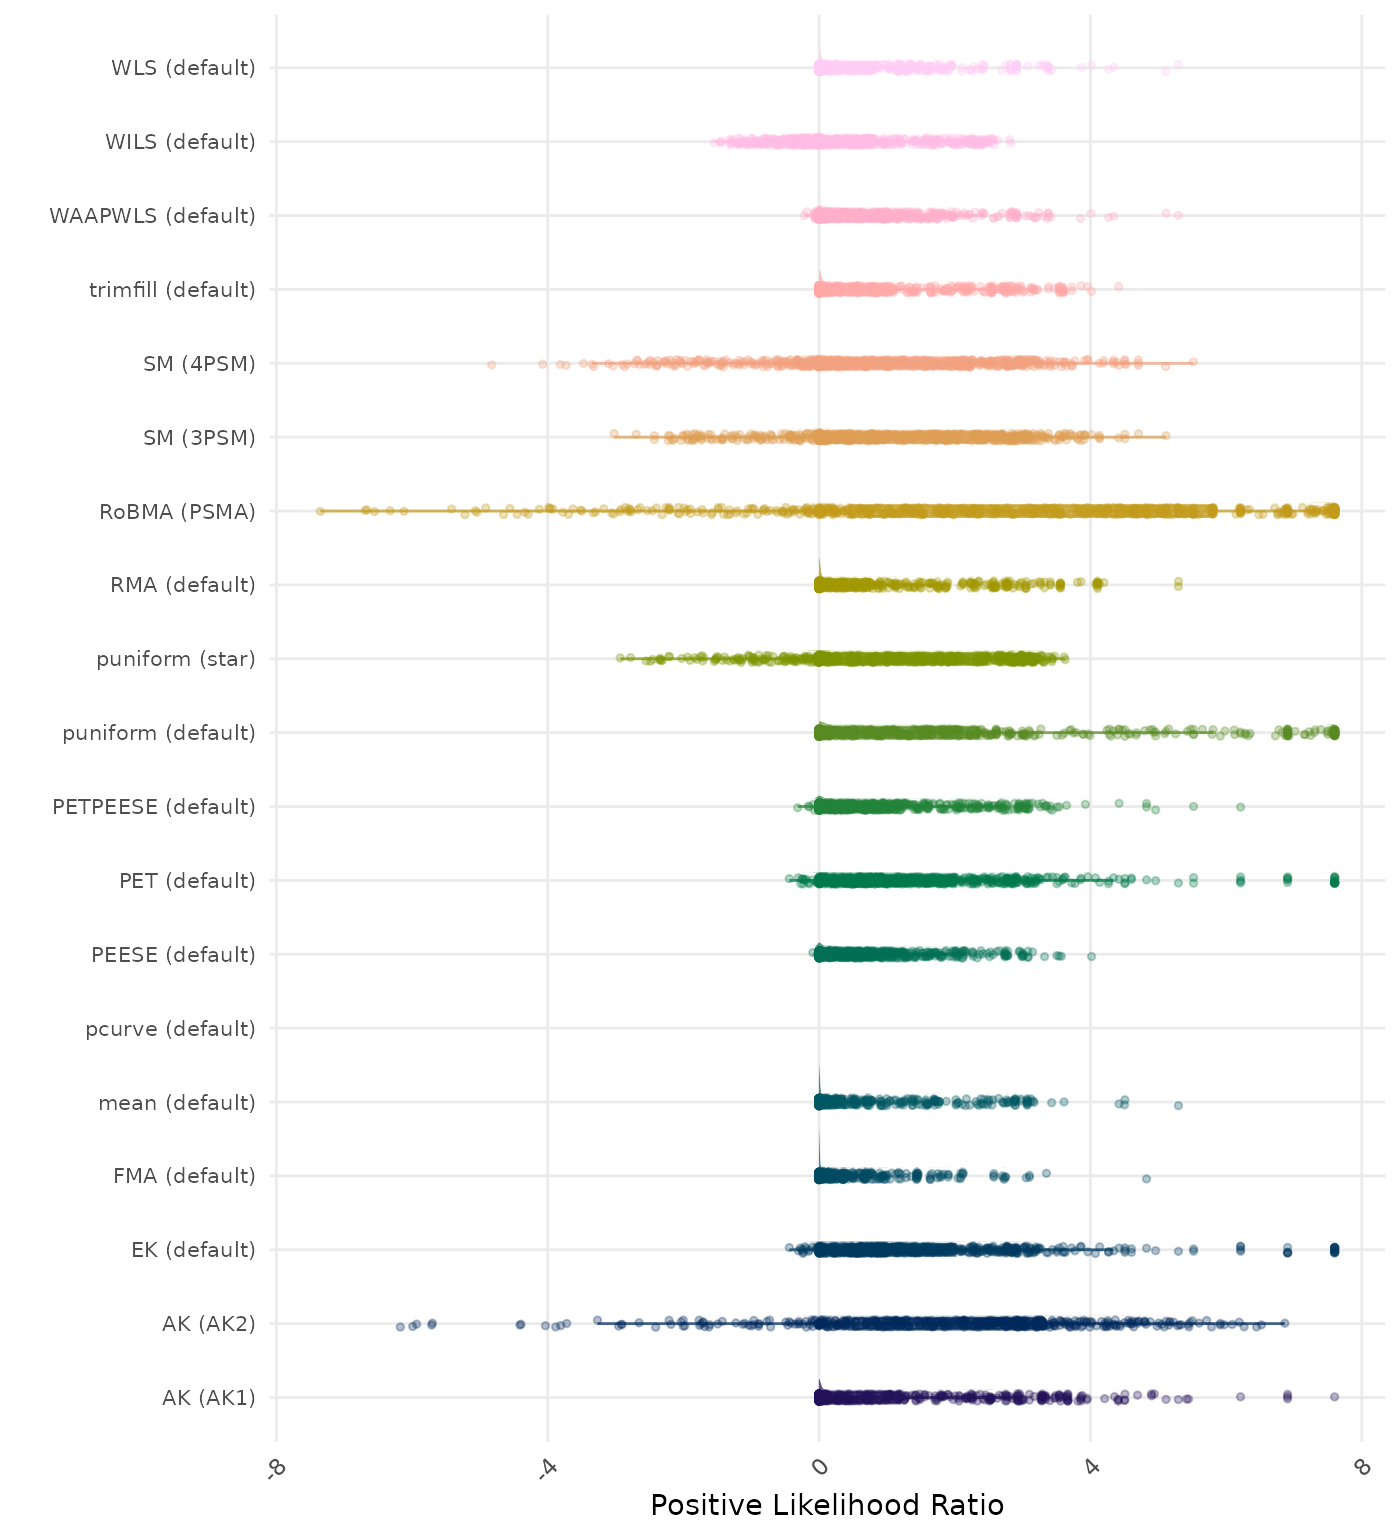 WLS (default)
WILS (default)
WAAPWLS (default)
trimfill (default)
SM (4PSM)
SM (3PSM)
RoBMA (PSMA)
RMA (default)
puniform (star)
puniform (default)
PETPEESE (default)
PET (default)
PEESE (default)
pcurve (default)
mean (default)
FMA (default)
EK (default)
AK (AK2)
AK (AK1)
-8
-4
0
4
8
Positive Likelihood Ratio